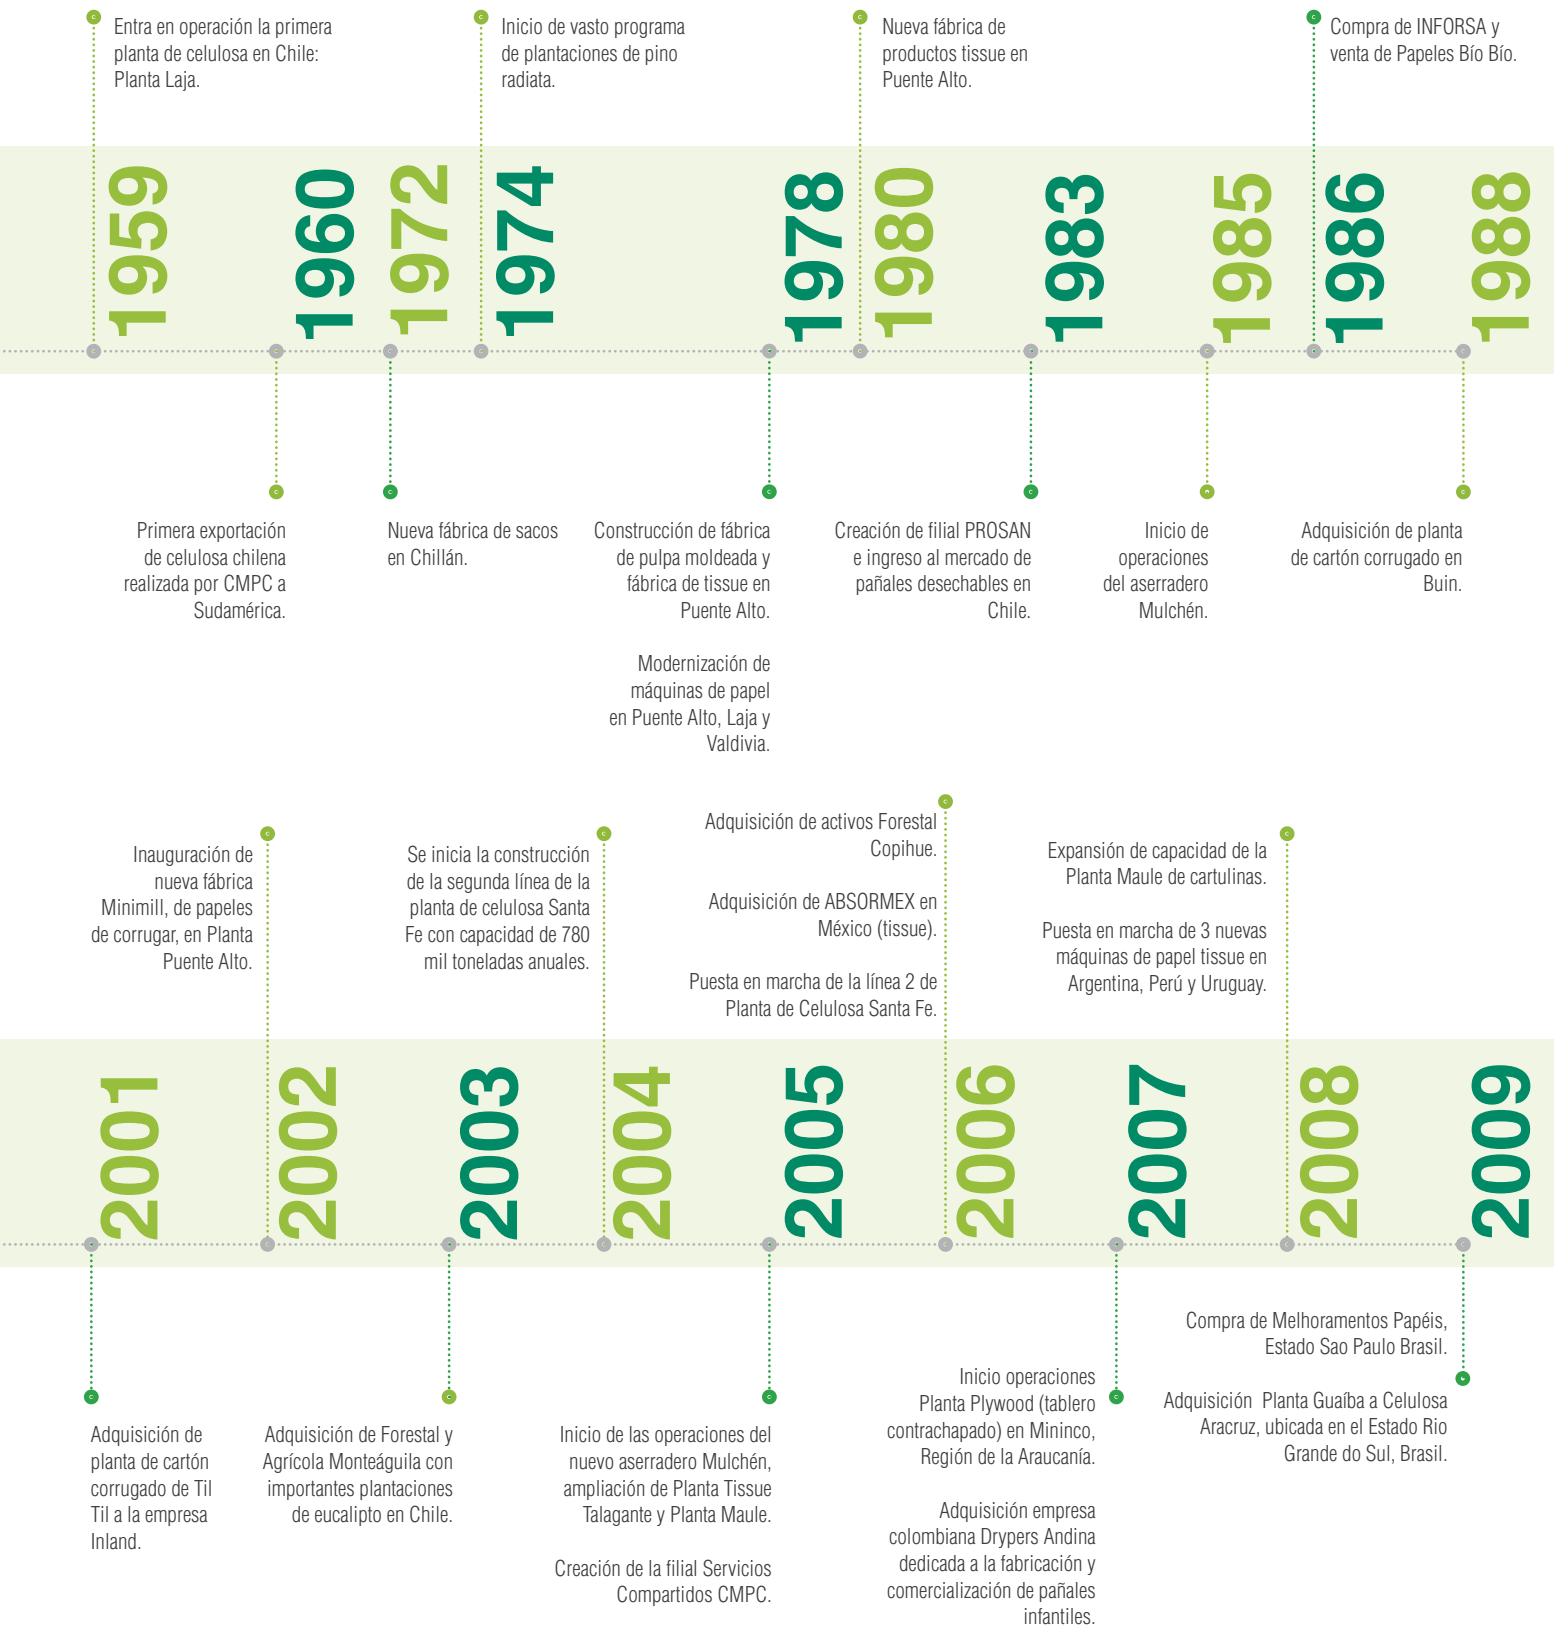 Entra en operación la primera
planta de celulosa en Chile:
Planta Laja.
Inicio de vasto programa
de plantaciones de pino
radiata.
Nueva fábrica de
productos tissue en
Puente Alto.
Compra de INFORSA y
venta de Papeles Bío Bío.
1959
1960
1972
1974
1978
1980
1983
1985
1986
1988
Primera exportación
de celulosa chilena
realizada por CMPC a
Sudamérica.
Nueva fábrica de sacos
en Chillán.
Construcción de fábrica
de pulpa moldeada y
fábrica de tissue en
Puente Alto.
Modernización de
máquinas de papel
en Puente Alto, Laja y
Valdivia.
Creación de filial PROSAN
e ingreso al mercado de
pañales desechables en
Chile.
Inicio de
operaciones
del aserradero
Mulchén.
Adquisición de planta
de cartón corrugado en
Buin.
Inauguración de
nueva fábrica
Minimill, de papeles
de corrugar, en Planta
Puente Alto.
Se inicia la construcción
de la segunda línea de la
planta de celulosa Santa
Fe con capacidad de 780
mil toneladas anuales.
Adquisición de activos Forestal
Copihue.
Adquisición de ABSORMEX en
México (tissue).
Puesta en marcha de la línea 2 de
Planta de Celulosa Santa Fe.
Expansión de capacidad de la
Planta Maule de cartulinas.
Puesta en marcha de 3 nuevas
máquinas de papel tissue en
Argentina, Perú y Uruguay.
2001
2002
2003
2004
2005
2006
2007
2008
2009
Adquisición de
planta de cartón
corrugado de Til
Til a la empresa
Inland.
Adquisición de Forestal y
Agrícola Monteáguila con
importantes plantaciones
de eucalipto en Chile.
Inicio de las operaciones del
nuevo aserradero Mulchén,
ampliación de Planta Tissue
Talagante y Planta Maule.
Creación de la filial Servicios
Compartidos CMPC.
Inicio operaciones
Planta Plywood (tablero
contrachapado) en Mininco,
Región de la Araucanía.
Adquisición empresa
colombiana Drypers Andina
dedicada a la fabricación y
comercialización de pañales
infantiles.
Compra de Melhoramentos Papéis,
Estado Sao Paulo Brasil.
Adquisición Planta Guaíba a Celulosa
Aracruz, ubicada en el Estado Rio
Grande do Sul, Brasil.